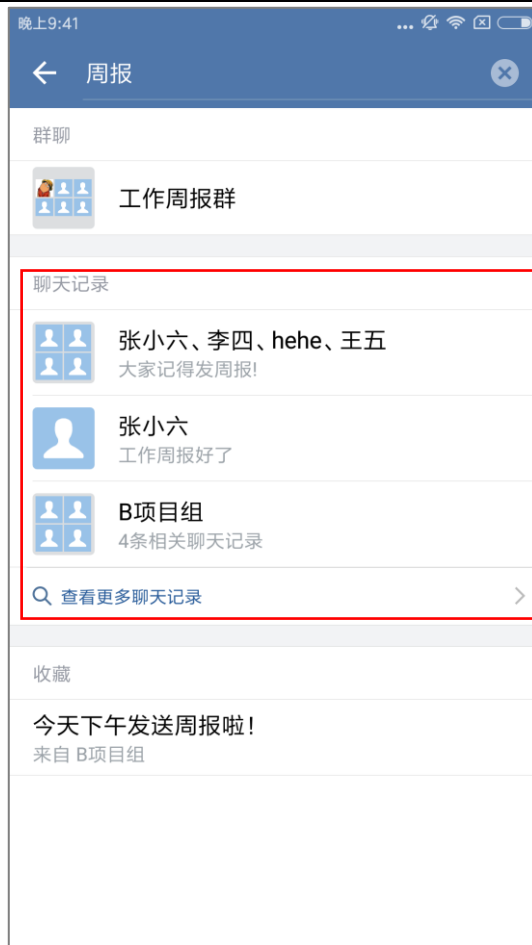 晚上9:41
周报
群聊
工作周报群
聊天记录
张小六、李四、hehe、王五
大家记得发周报!
张小六
工作周报好了
B项目组
4条相关聊天记录
查看更多聊天记录
收藏
今天下午发送周报啦！
来自 B项目组